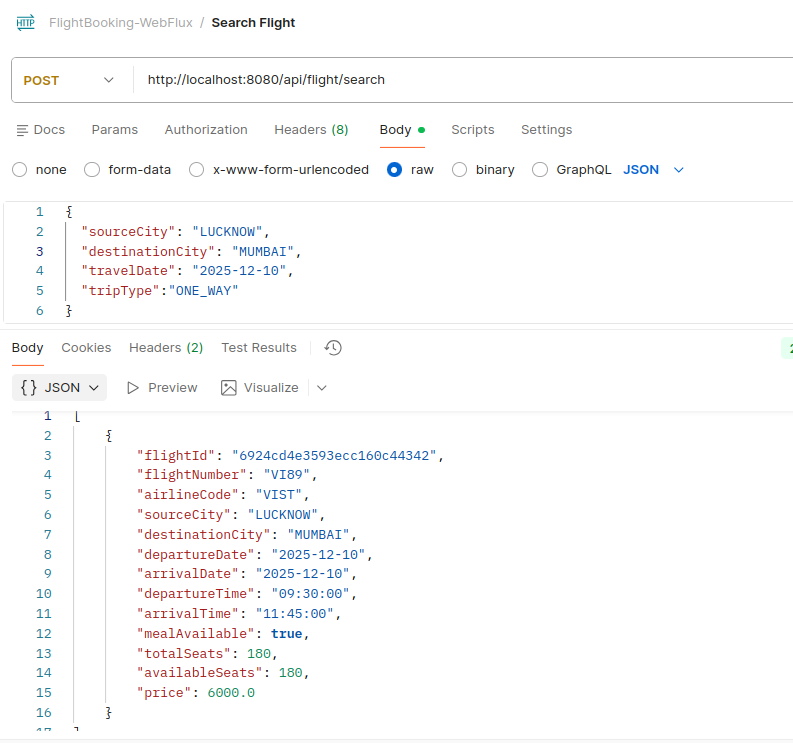 HTTP FlightBooking-WebFlux / Search Flight
POST http://localhost:8080/api/flight/search
Docs Params Authorization Headers (8) Body Scripts Settings
none form-data x-www-form-urlencoded raw binary GraphQL JSON
1 {
2 "sourceCity": "LUCKNOW",
3 "destinationCity": "MUMBAI",
4 "travelDate": "2025-12-10",
5 "tripType":"ONE_WAY"
6 }
Body Cookies Headers (2) Test Results
{} JSON Preview Visualize
1 [
2 {
3 "flightId": "6924cd4e3593ecc160c44342",
4 "flightNumber": "VI89",
5 "airlineCode": "VIST",
6 "sourceCity": "LUCKNOW",
7 "destinationCity": "MUMBAI",
8 "departureDate": "2025-12-10",
9 "arrivalDate": "2025-12-10",
10 "departureTime": "09:30:00",
11 "arrivalTime": "11:45:00",
12 "mealAvailable": true,
13 "totalSeats": 180,
14 "availableSeats": 180,
15 "price": 6000.0
16 }
17 ]